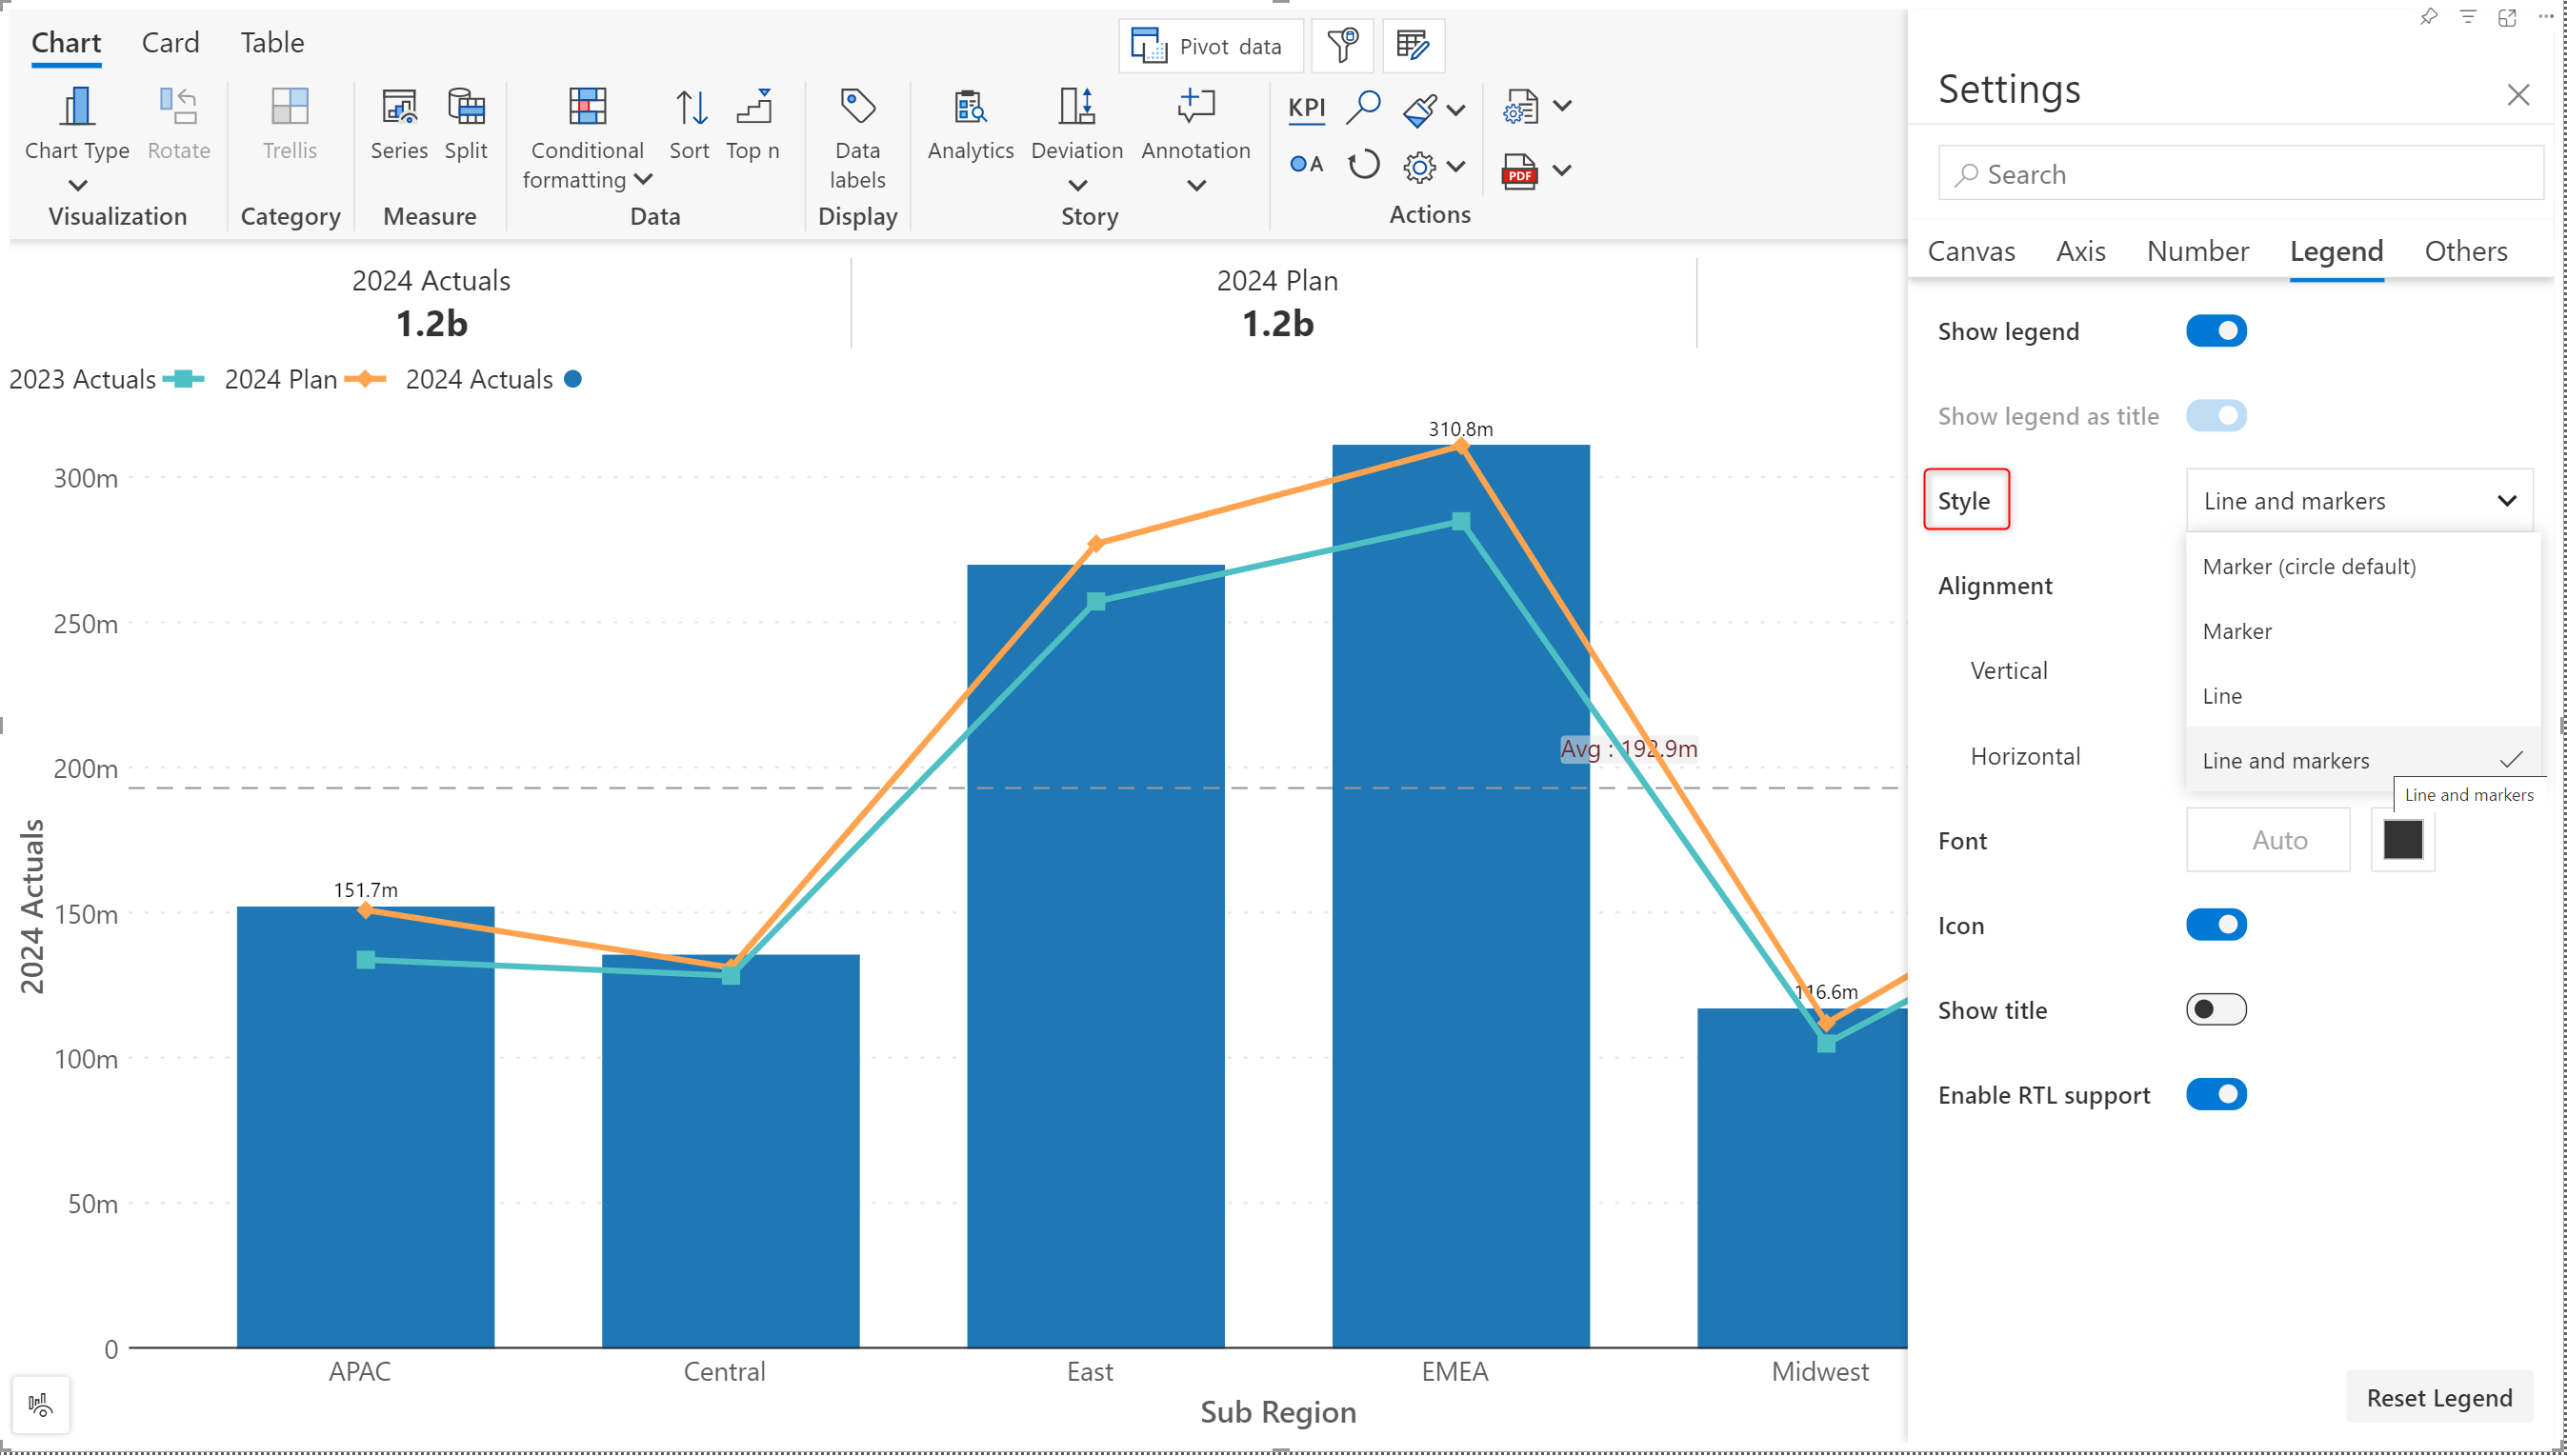 Chart Card Table
Pivot data
Chart Type Rotate Trellis Series Split Conditional formatting Sort Top n Data labels Analytics Deviation Annotation KPI A PDF
Visualization Category Measure Data Display Story Actions
2024 Actuals
1.2b
2024 Plan
1.2b
2023 Actuals 2024 Plan 2024 Actuals
310.8m
300m
250m
Avg : 192.9m
200m
151.7m
150m
116.6m
100m
50m
0
2024 Actuals
APAC Central East EMEA Midwest
Sub Region
Settings
Search
Canvas Axis Number Legend Others
Show legend
Show legend as title
Style Line and markers
Marker (circle default)
Alignment
Marker
Vertical
Line
Horizontal
Line and markers
Line and markers
Font Auto
Icon
Show title
Enable RTL support
Reset Legend